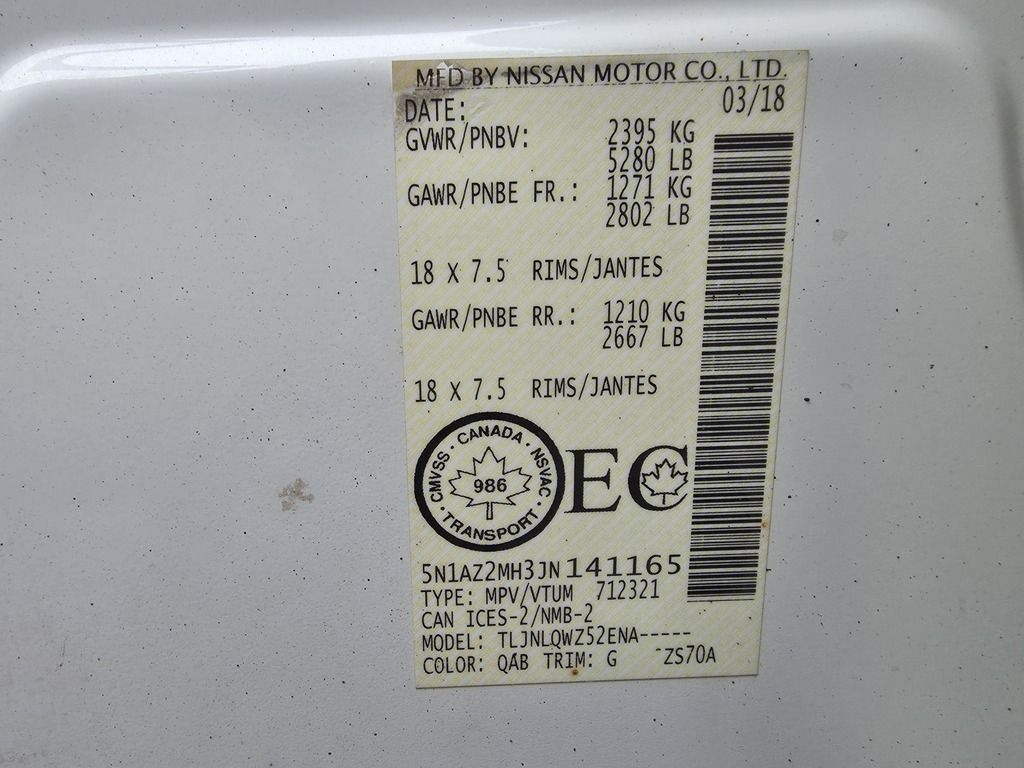 MFD BY NISSAN MOTOR CO., LTD.
DATE: 03/18
GVWR/PNBV: 2395 KG
5280 LB
GAWR/PNBE FR.: 1271 KG
2802 LB
18 X 7.5 RIMS/JANTES
GAWR/PNBE RR.: 1210 KG
2667 LB
18 X 7.5 RIMS/JANTES
CMVSS · CANADA · NSVAC · TRANSPORT ·
986
EC
5N1AZ2MH3JN141165
TYPE: MPV/VTUM 712321
CAN ICES-2/NMB-2
MODEL: TLJNLQWZ52ENA-----
COLOR: QAB TRIM: G -ZS70A